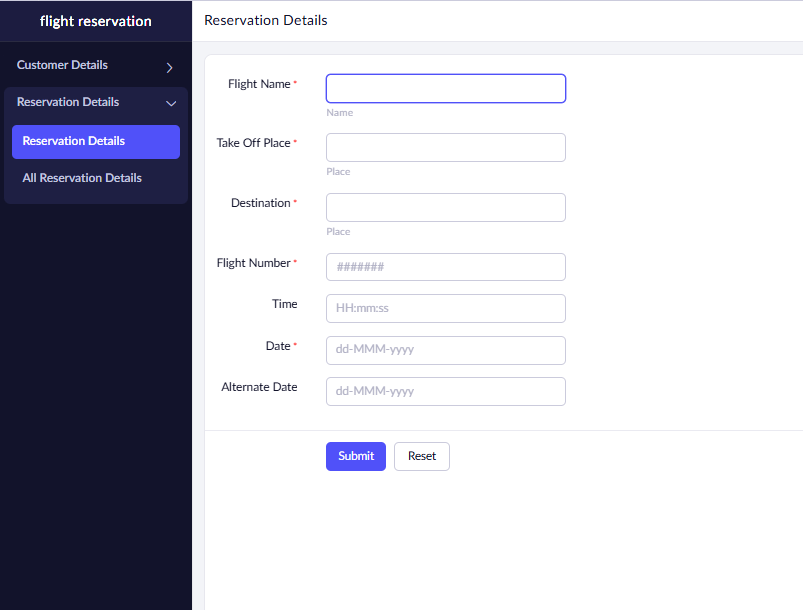 flight reservation
Customer Details
Reservation Details
Reservation Details
All Reservation Details
Reservation Details
Flight Name *
Name
Take Off Place *
Place
Destination *
Place
Flight Number *
#######
Time
HH:mm:ss
Date *
dd-MMM-yyyy
Alternate Date
dd-MMM-yyyy
Submit Reset